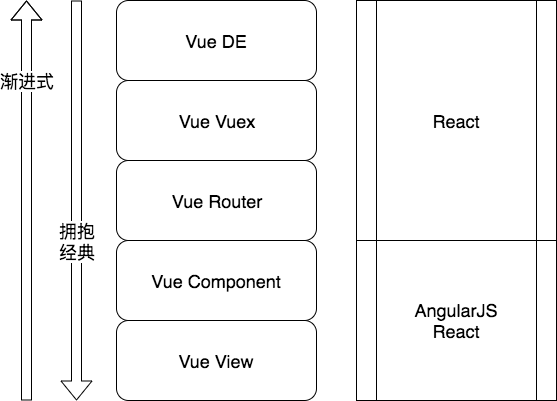 渐进式
拥抱
经典
Vue DE
Vue Vuex
Vue Router
Vue Component
Vue View
React
AngularJS
React